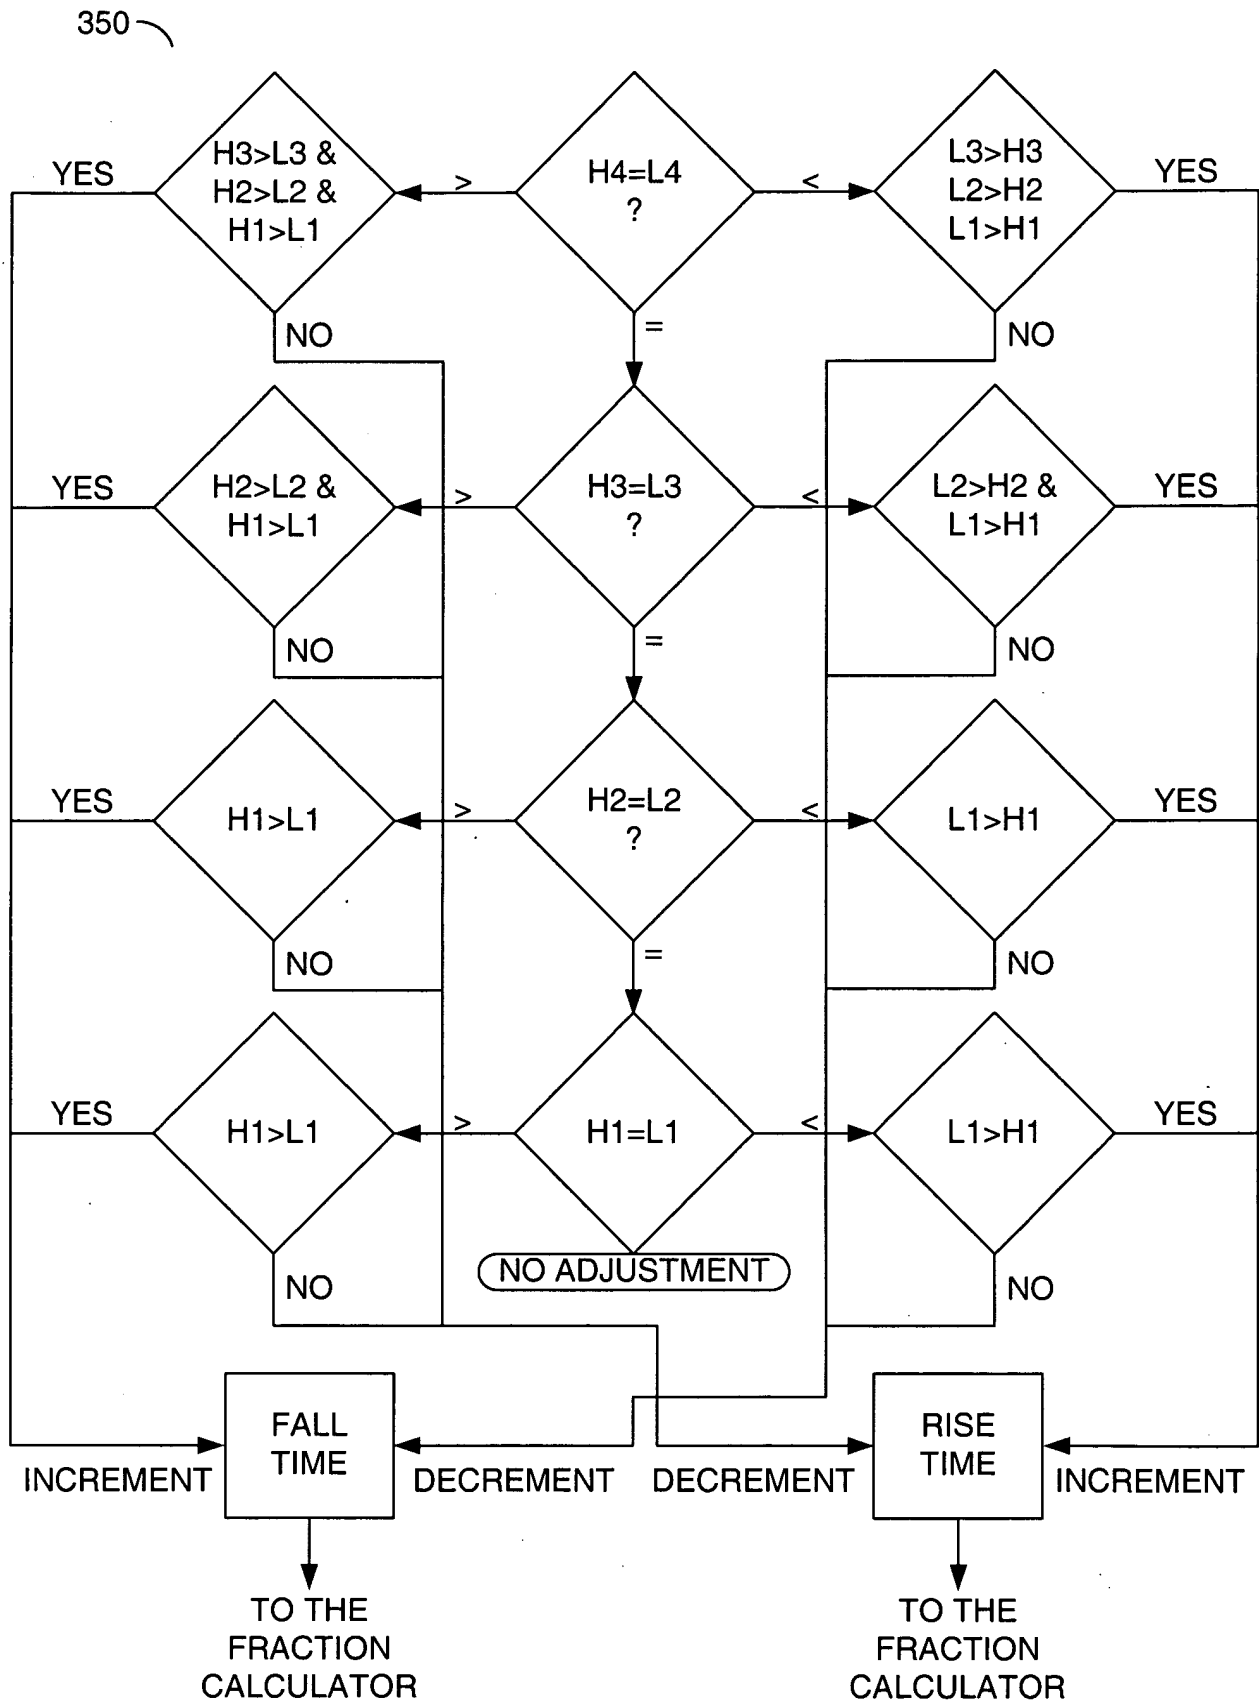 350
H3>L3 &
H2>L2 &
H1>L1
YES
NO
>
H4=L4
?
<
=
L3>H3
L2>H2
L1>H1
YES
NO
H2>L2 &
H1>L1
YES
NO
>
H3=L3
?
<
=
L2>H2 &
L1>H1
YES
NO
H1>L1
YES
NO
>
H2=L2
?
<
=
L1>H1
YES
NO
H1>L1
YES
NO
>
H1=L1
<
L1>H1
YES
NO
NO ADJUSTMENT
FALL
TIME
INCREMENT
DECREMENT
RISE
TIME
DECREMENT
INCREMENT
TO THE
FRACTION
CALCULATOR
TO THE
FRACTION
CALCULATOR